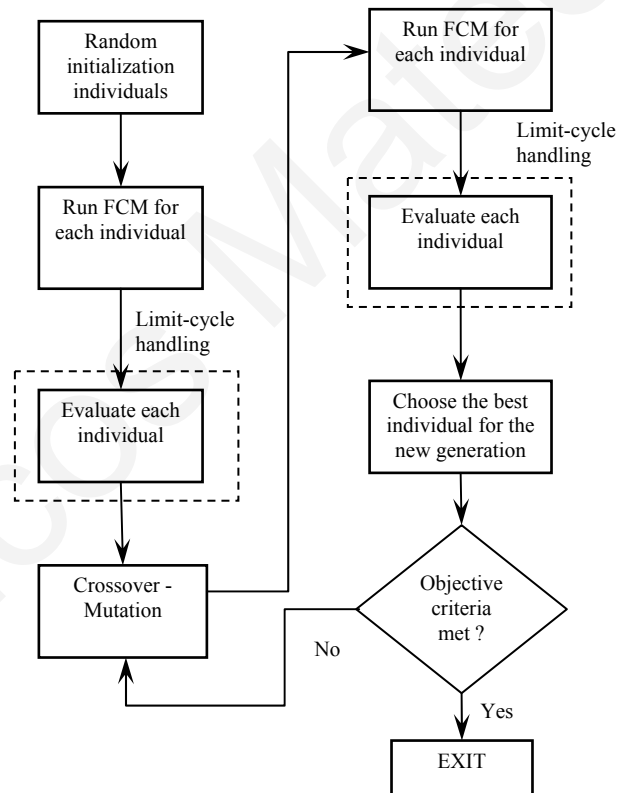 Random
initialization
individuals
Run FCM for
each individual
Limit-cycle
handling
Evaluate each
individual
Crossover -
Mutation
Run FCM for
each individual
Limit-cycle
handling
Evaluate each
individual
Choose the best
individual for the
new generation
Objective
criteria
met ?
No
Yes
EXIT